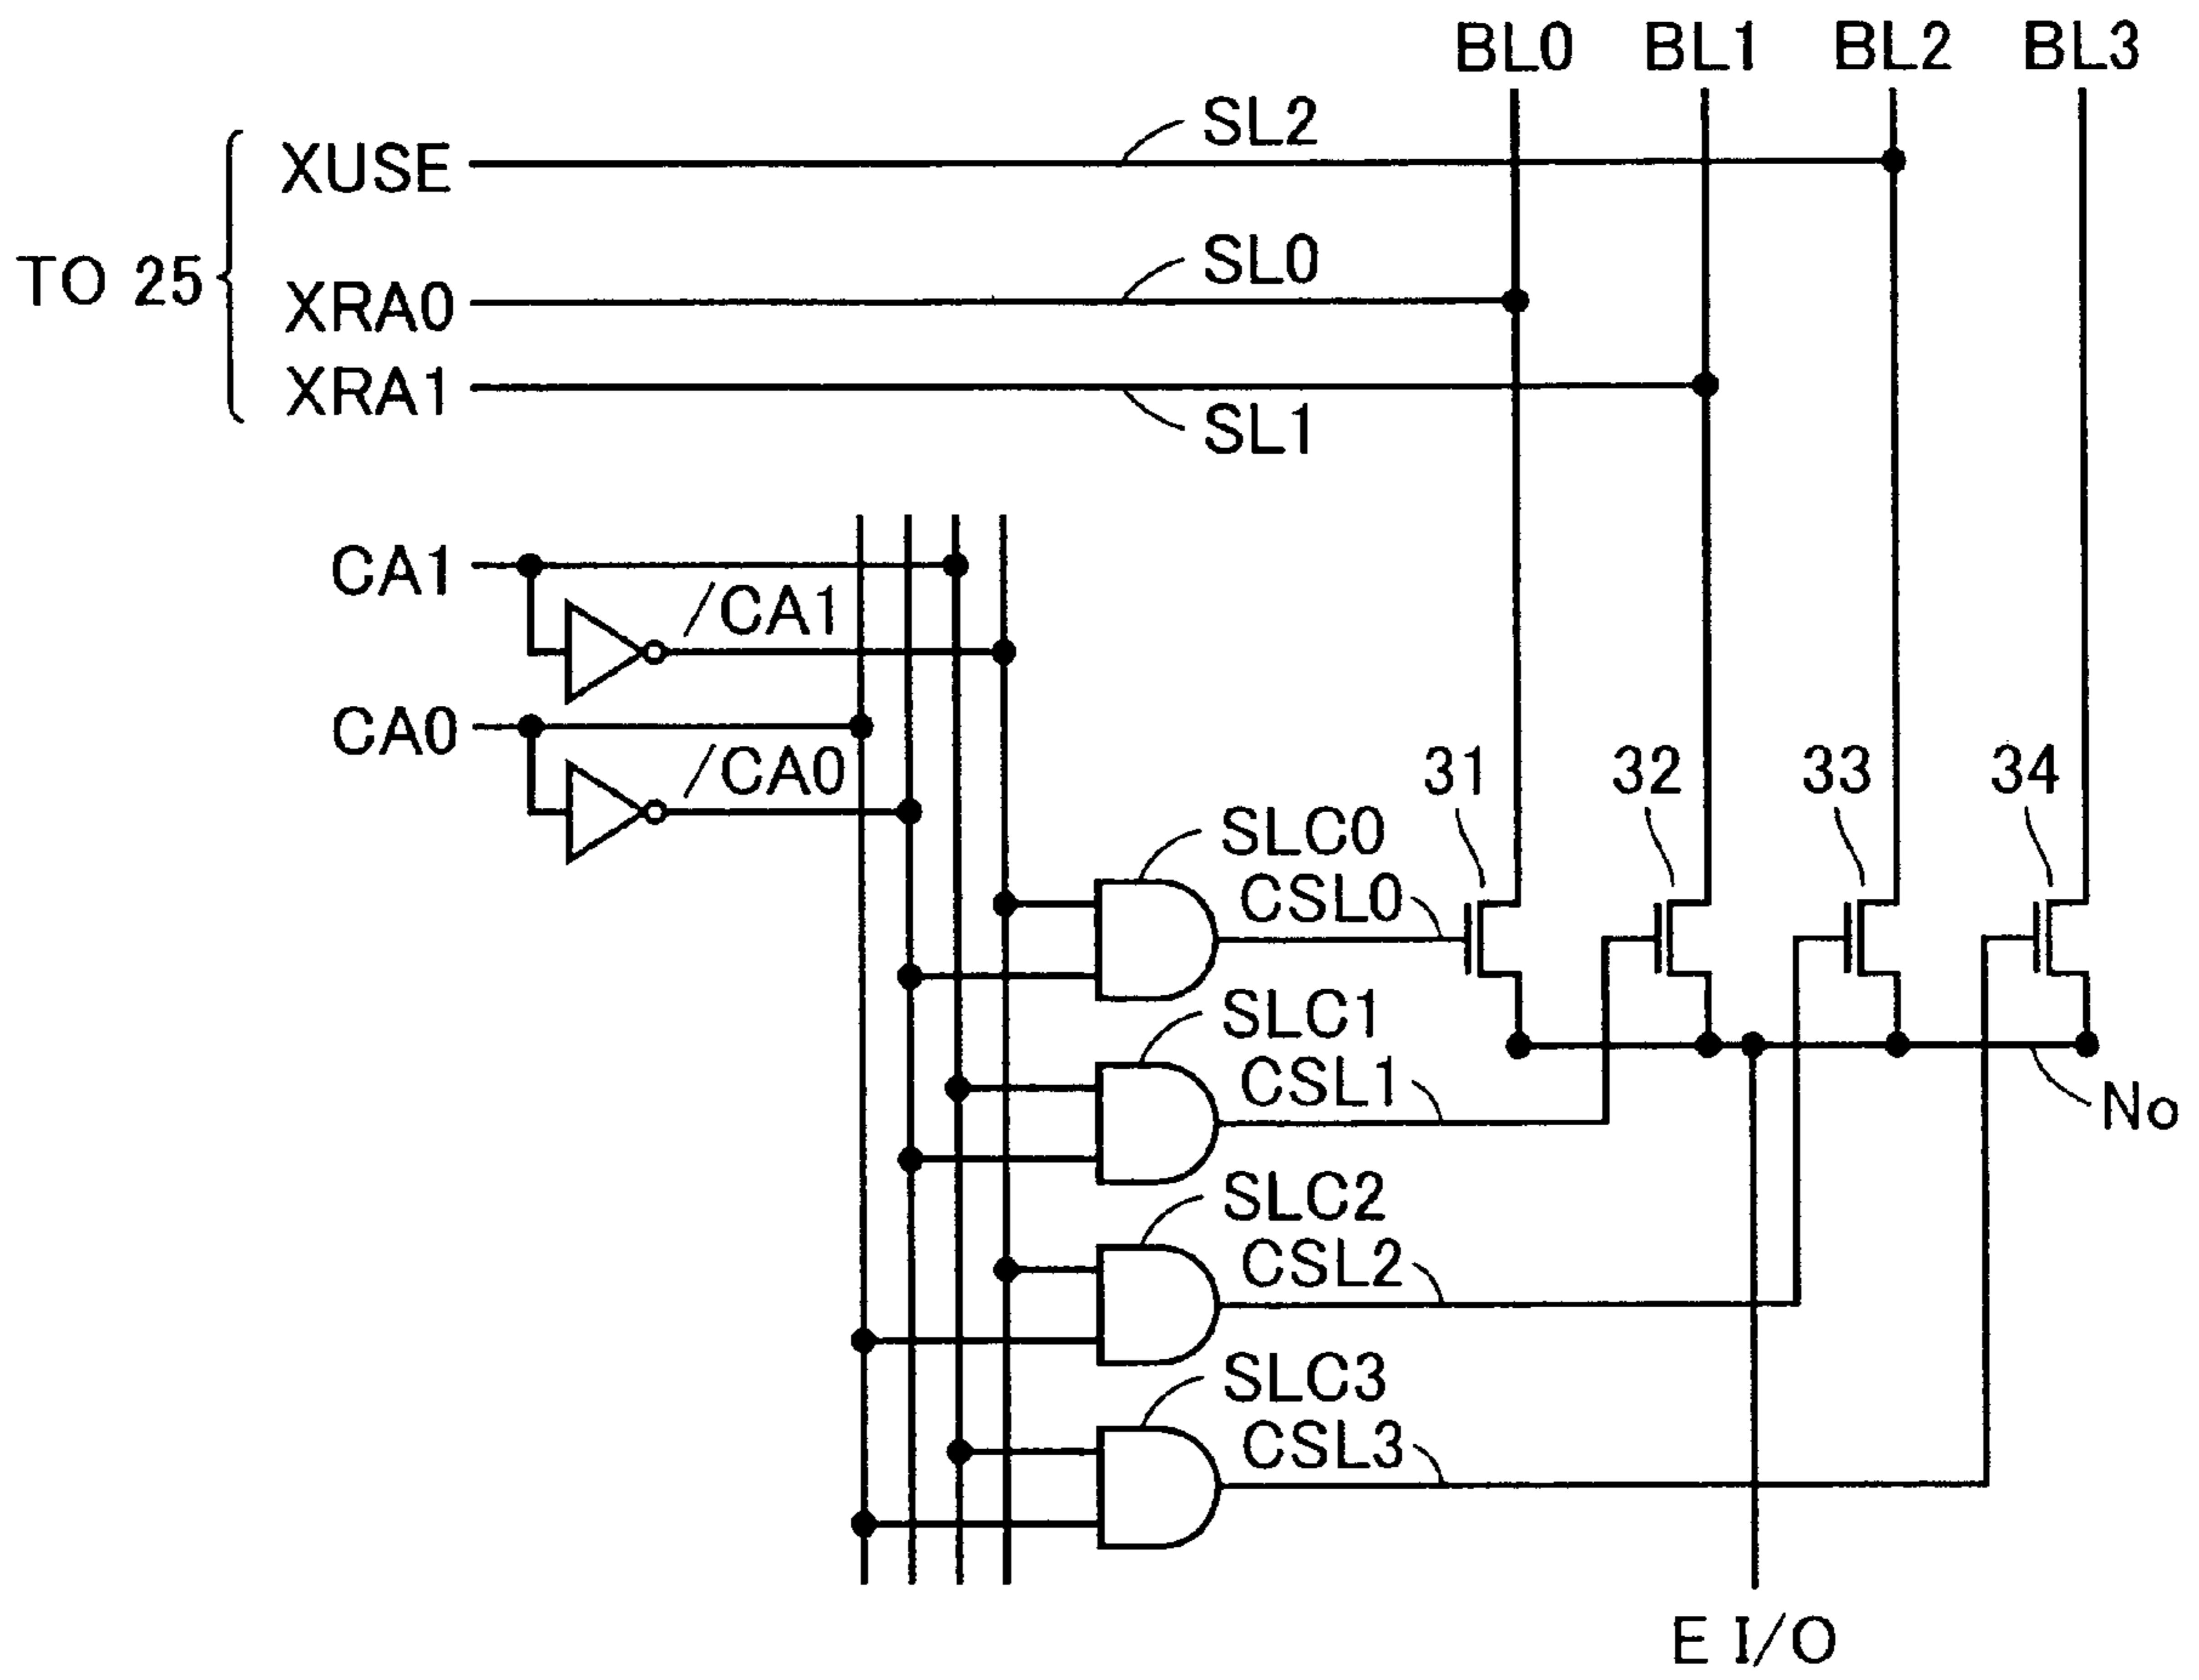 BL0 BL1 BL2 BL3
SL2
XUSE
SL0
TO 25
XRA0
XRA1
SL1
CA1
/CA1
CA0
/CA0
31 32 33 34
SLC0
CSL0
SLC1
CSL1
No
SLC2
CSL2
SLC3
CSL3
E I/O